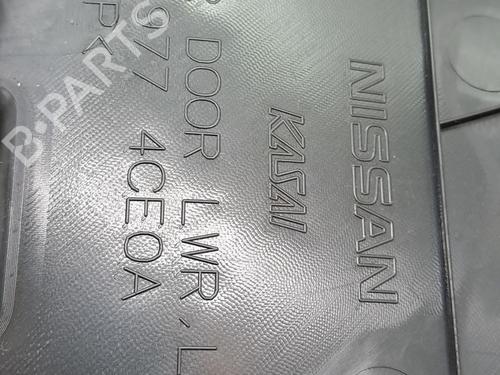 NISSAN
KASAI
DOOR LWR, L
977 4CE0A
B-PARTS